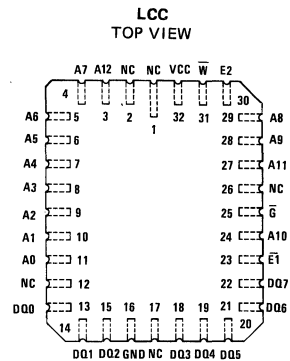 LCC
TOP VIEW
A7 A12 NC NC VCC W̅ E2
4 3 2 1 32 31 30
A6 5 29 A8
A5 6 28 A9
A4 7 27 A11
A3 8 26 NC
A2 9 25 G̅
A1 10 24 A10
A0 11 23 E̅1̅
NC 12 22 DQ7
DQ0 13 21 DQ6
14 15 16 17 18 19 20
DQ1 DQ2 GND NC DQ3 DQ4 DQ5